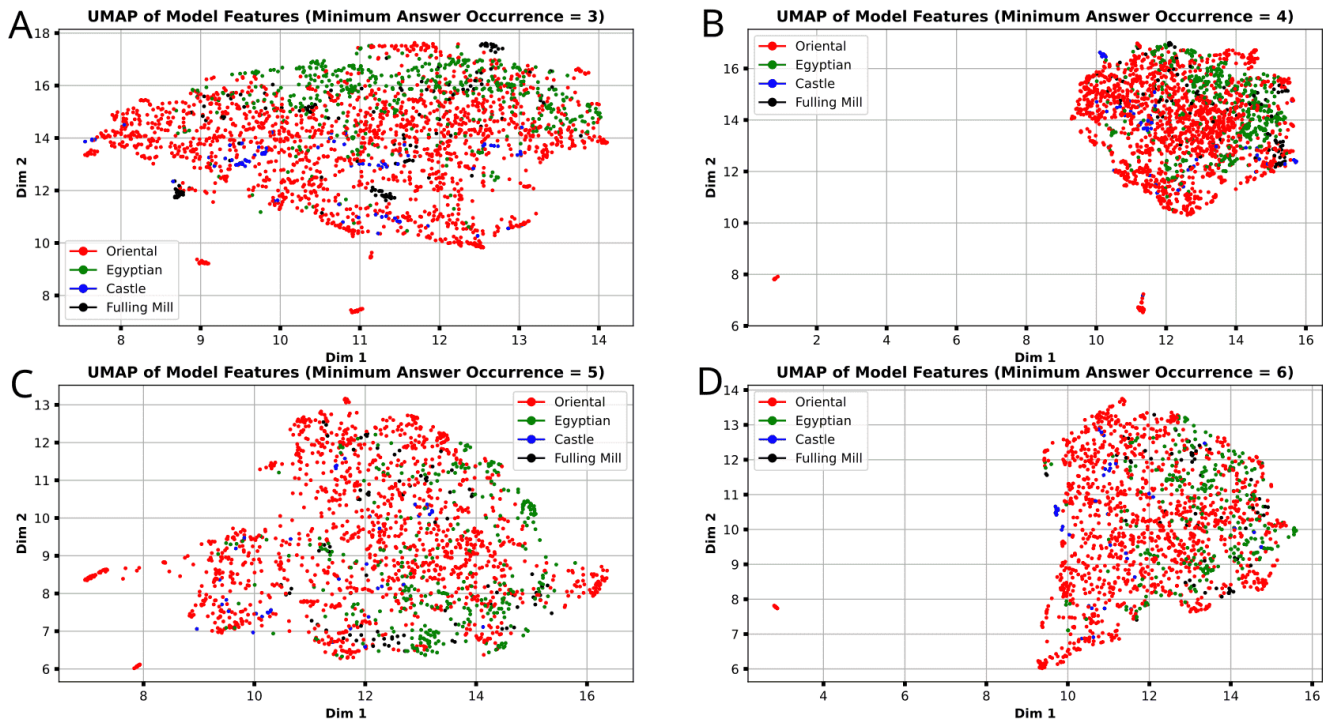 A
UMAP of Model Features (Minimum Answer Occurrence = 3)
Dim 2
18
16
14
12
10
8
Oriental
Egyptian
Castle
Fulling Mill
8 9 10 11 12 13 14
Dim 1
B
UMAP of Model Features (Minimum Answer Occurrence = 4)
Dim 2
16
14
12
10
8
6
Oriental
Egyptian
Castle
Fulling Mill
2 4 6 8 10 12 14 16
Dim 1
C
UMAP of Model Features (Minimum Answer Occurrence = 5)
Dim 2
13
12
11
10
9
8
7
6
Oriental
Egyptian
Castle
Fulling Mill
8 10 12 14 16
Dim 1
D
UMAP of Model Features (Minimum Answer Occurrence = 6)
Dim 2
14
13
12
11
10
9
8
7
6
Oriental
Egyptian
Castle
Fulling Mill
4 6 8 10 12 14 16
Dim 1